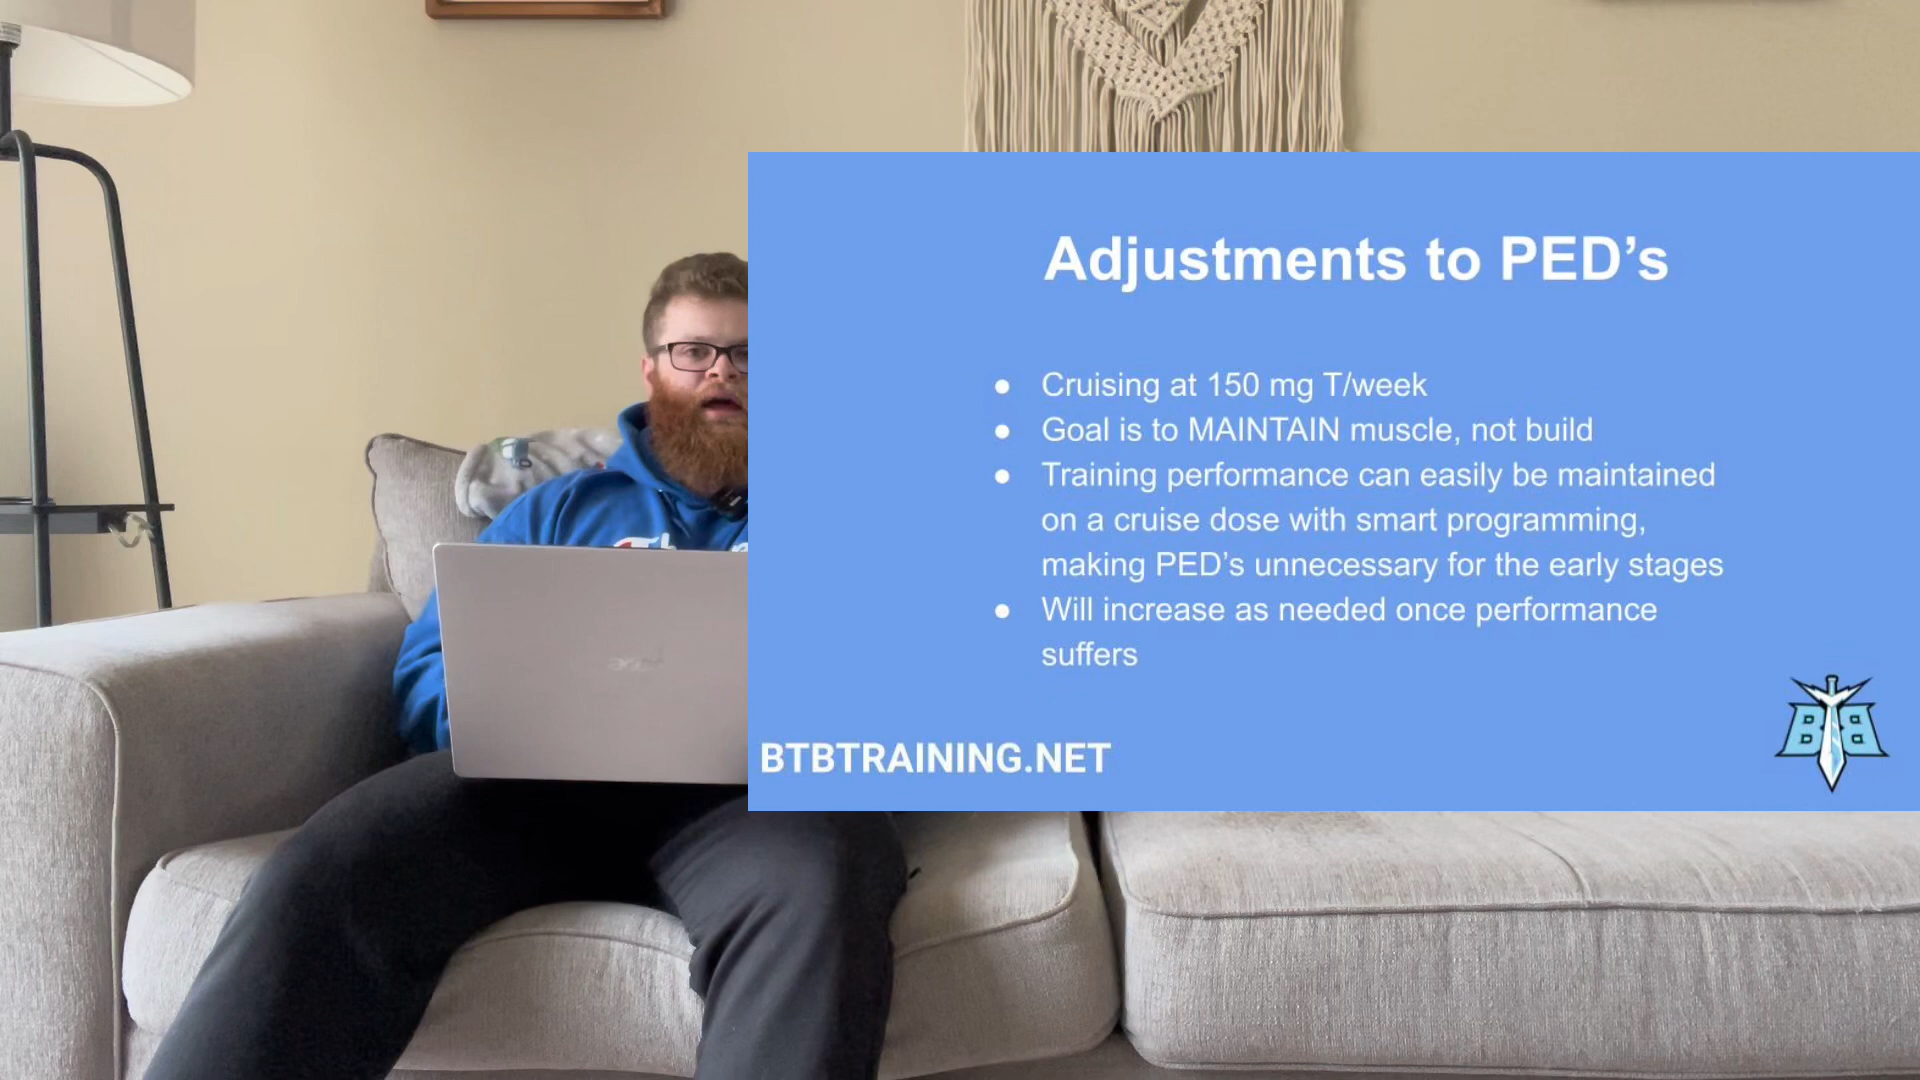 Adjustments to PED’s
● Cruising at 150 mg T/week
● Goal is to MAINTAIN muscle, not build
● Training performance can easily be maintained
on a cruise dose with smart programming,
making PED’s unnecessary for the early stages
● Will increase as needed once performance
suffers
BTBTRAINING.NET
BTB
acer